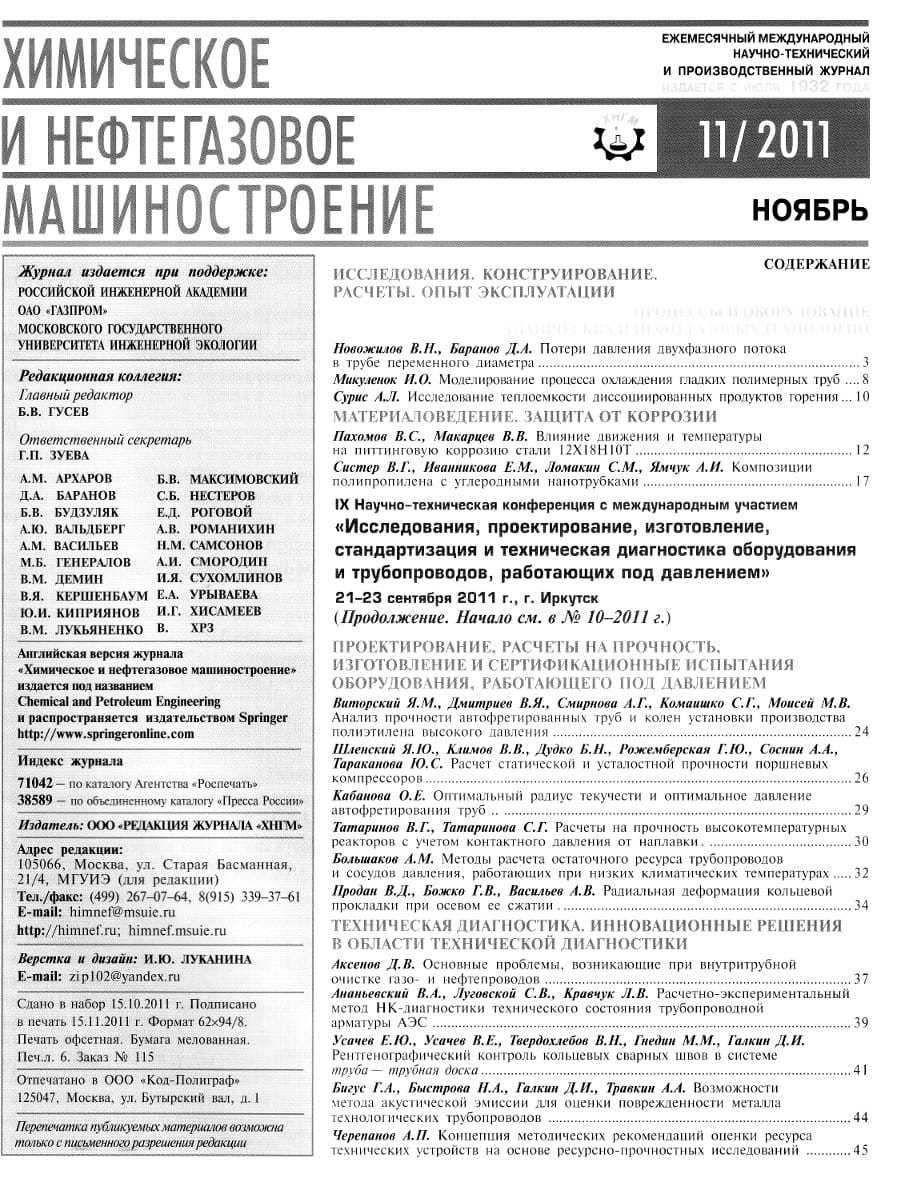 ХИМИЧЕСКОЕ
И НЕФТЕГАЗОВОЕ
МАШИНОСТРОЕНИЕ
ЕЖЕМЕСЯЧНЫЙ МЕЖДУНАРОДНЫЙ
НАУЧНО-ТЕХНИЧЕСКИЙ
И ПРОИЗВОДСТВЕННЫЙ ЖУРНАЛ
ИЗДАЕТСЯ С ИЮЛЯ 1932 ГОДА
ХНГМ
11/ 2011
НОЯБРЬ
Журнал издается при поддержке:
РОССИЙСКОЙ ИНЖЕНЕРНОЙ АКАДЕМИИ
ОАО «ГАЗПРОМ»
МОСКОВСКОГО ГОСУДАРСТВЕННОГО
УНИВЕРСИТЕТА ИНЖЕНЕРНОЙ ЭКОЛОГИИ
Редакционная коллегия:
Главный редактор
Б.В. ГУСЕВ
Ответственный секретарь
Г.П. ЗУЕВА
А.М. АРХАРОВ
Д.А. БАРАНОВ
Б.В. БУДЗУЛЯК
А.Ю. ВАЛЬДБЕРГ
А.М. ВАСИЛЬЕВ
М.Б. ГЕНЕРАЛОВ
В.М. ДЕМИН
В.Я. КЕРШЕНБАУМ
Ю.И. КИПРИЯНОВ
В.М. ЛУКЬЯНЕНКО
Б.В. МАКСИМОВСКИЙ
С.Б. НЕСТЕРОВ
Е.Д. РОГОВОЙ
А.В. РОМАНИХИН
Н.М. САМСОНОВ
А.И. СМОРОДИН
И.Я. СУХОМЛИНОВ
Е.А. УРЫВАЕВА
И.Г. ХИСАМЕЕВ
В. ХРЗ
Английская версия журнала
«Химическое и нефтегазовое машиностроение»
издается под названием
Chemical and Petroleum Engineering
и распространяется издательством Springer
http://www.springeronline.com
Индекс журнала
71042 — по каталогу Агентства «Роспечать»
38589 — по объединенному каталогу «Пресса России»
Издатель: ООО «РЕДАКЦИЯ ЖУРНАЛА «ХНГМ»
Адрес редакции:
105066, Москва, ул. Старая Басманная,
21/4, МГУИЭ (для редакции)
Тел./факс: (499) 267–07–64, 8(915) 339–37–61
E-mail: himnef@msuie.ru
http://himnef.ru; himnef.msuie.ru
Верстка и дизайн: И.Ю. ЛУКАНИНА
E-mail: zip102@yandex.ru
Сдано в набор 15.10.2011 г. Подписано
в печать 15.11.2011 г. Формат 62×94/8.
Печать офсетная. Бумага мелованная.
Печ.л. 6. Заказ № 115
Отпечатано в ООО «Код-Полиграф»
125047, Москва, ул. Бутырский вал, д.1
Перепечатка публикуемых материалов возможна
только с письменного разрешения редакции
СОДЕРЖАНИЕ
ИССЛЕДОВАНИЯ. КОНСТРУИРОВАНИЕ.
РАСЧЕТЫ. ОПЫТ ЭКСПЛУАТАЦИИ
ПРОЦЕССЫ И ОБОРУДОВАНИЕ
ХИМИЧЕСКИХ И НЕФТЕГАЗОВЫХ ТЕХНОЛОГИЙ
Новожилов В.Н., Баранов Д.А. Потери давления двухфазного потока
в трубе переменного диаметра ... 3
Микуленок И.О. Моделирование процесса охлаждения гладких полимерных труб .... 8
Сурис А.Л. Исследование теплоемкости диссоциированных продуктов горения ... 10
МАТЕРИАЛОВЕДЕНИЕ. ЗАЩИТА ОТ КОРРОЗИИ
Пахомов В.С., Макарцев В.В. Влияние движения и температуры
на питтинговую коррозию стали 12Х18Н10Т ... 12
Систер В.Г., Иванникова Е.М., Ломакин С.М., Ямчук А.И. Композиции
полипропилена с углеродными нанотрубками ... 17
IX Научно-техническая конференция с международным участием
«Исследования, проектирование, изготовление,
стандартизация и техническая диагностика оборудования
и трубопроводов, работающих под давлением»
21–23 сентября 2011 г., г. Иркутск
(Продолжение. Начало см. в № 10–2011 г.)
ПРОЕКТИРОВАНИЕ, РАСЧЕТЫ НА ПРОЧНОСТЬ,
ИЗГОТОВЛЕНИЕ И СЕРТИФИКАЦИОННЫЕ ИСПЫТАНИЯ
ОБОРУДОВАНИЯ, РАБОТАЮЩЕГО ПОД ДАВЛЕНИЕМ
Виторский Я.М., Дмитриев В.Я., Смирнова А.Г., Комашко С.Г., Моисей М.В.
Анализ прочности автофретированных труб и колен установки производства
полиэтилена высокого давления ... 24
Шленский Я.Ю., Климов В.В., Дудко Б.Н., Рожемберская Г.Ю., Соснин А.А.,
Тараканова Ю.С. Расчет статической и усталостной прочности поршневых
компрессоров ... 26
Кабанова О.Е. Оптимальный радиус текучести и оптимальное давление
автофретирования труб ... 29
Татаринов В.Г., Татаринова С.Г. Расчеты на прочность высокотемпературных
реакторов с учетом контактного давления от наплавки ... 30
Большаков А.М. Методы расчета остаточного ресурса трубопроводов
и сосудов давления, работающих при низких климатических температурах ..... 32
Продан В.Д., Божко Г.В., Васильев А.В. Радиальная деформация кольцевой
прокладки при осевом ее сжатии ... 34
ТЕХНИЧЕСКАЯ ДИАГНОСТИКА. ИННОВАЦИОННЫЕ РЕШЕНИЯ
В ОБЛАСТИ ТЕХНИЧЕСКОЙ ДИАГНОСТИКИ
Аксенов Д.В. Основные проблемы, возникающие при внутритрубной
очистке газо- и нефтепроводов ... 37
Ананьевский В.А., Луговской С.В., Кравчук Л.В. Расчетно-экспериментальный
метод НК-диагностики технического состояния трубопроводной
арматуры АЭС ... 39
Усачев Е.Ю., Усачев В.Е., Твердохлебов В.Н., Гнедин М.М., Галкин Д.И.
Рентгенографический контроль кольцевых сварных швов в системе
труба — трубная доска ... 41
Бигус Г.А., Быстрова Н.А., Галкин Д.И., Травкин А.А. Возможности
метода акустической эмиссии для оценки поврежденности металла
технологических трубопроводов ... 44
Черепанов А.П. Концепция методических рекомендаций оценки ресурса
технических устройств на основе ресурсно-прочностных исследований ... 45